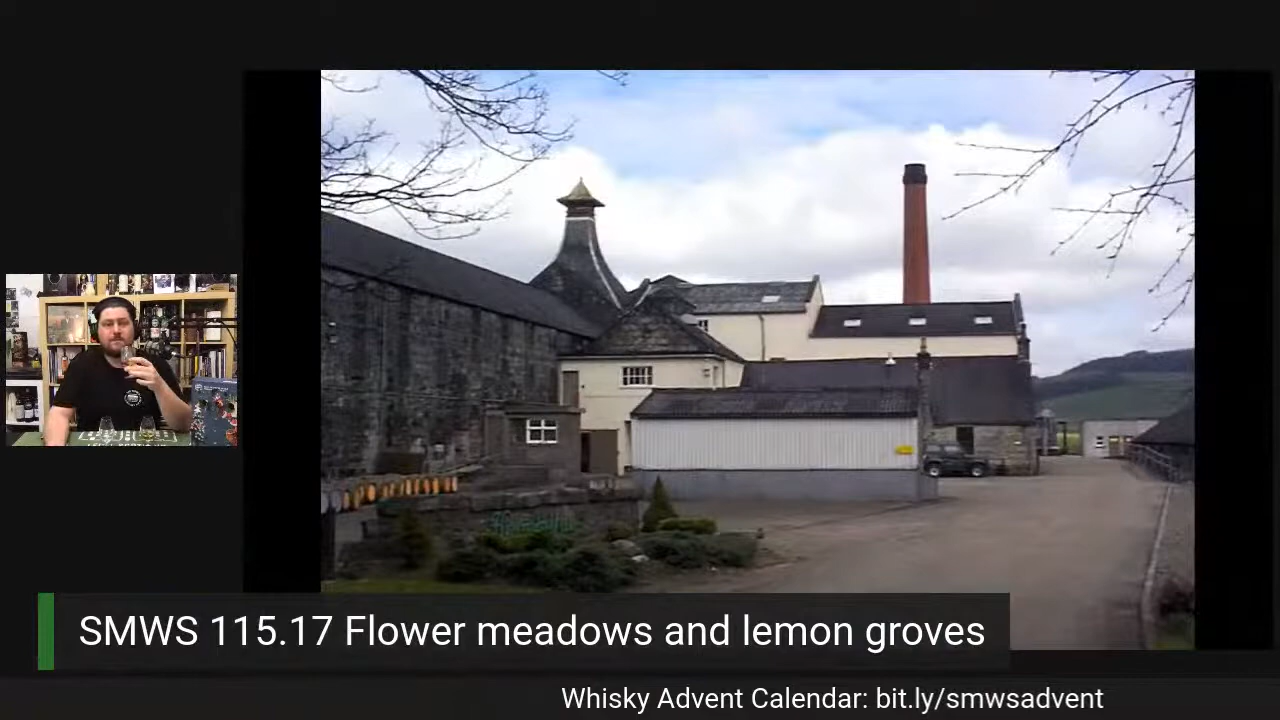 SMWS 115.17 Flower meadows and lemon groves
Whisky Advent Calendar: bit.ly/smwsadvent